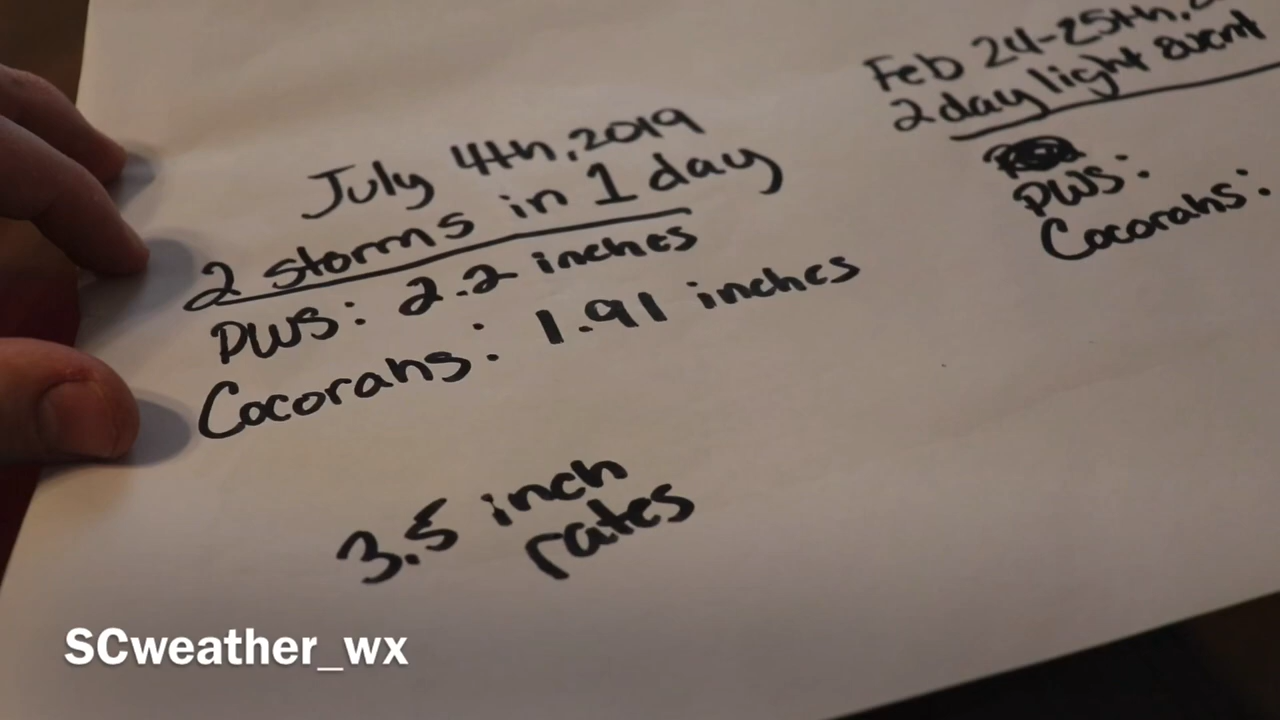 July 4th, 2019
2 storms in 1 day
PWS: 2.2 inches
Cocorahs: 1.91 inches
3.5 inch
rates
Feb 24-25th,
2 day light event
PWS:
Cocorahs:
SCweather_wx